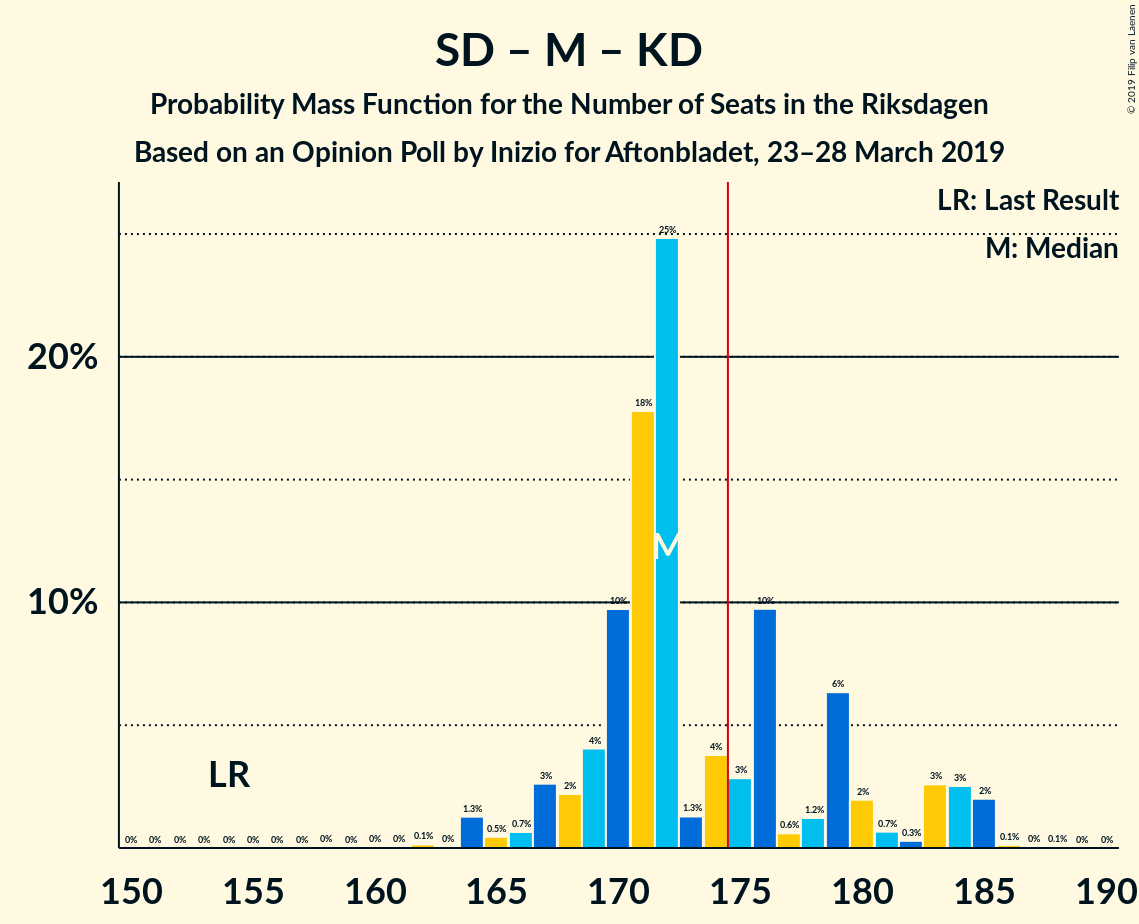 SD – M – KD
Probability Mass Function for the Number of Seats in the Riksdagen
Based on an Opinion Poll by Inizio for Aftonbladet, 23–28 March 2019
© 2019 Filip van Laenen
LR: Last Result
M: Median
25%
20%
18%
M
10%
10% 10%
6%
4% 4%
LR
3% 2% 3% 3% 3% 2% 2%
1.3% 0.5% 0.7% 1.3% 0.6% 1.2% 0.7% 0.3%
0% 0% 0% 0% 0% 0% 0% 0% 0% 0% 0% 0% 0.1% 0% 0.1% 0% 0.1% 0% 0%
150 155 160 165 170 175 180 185 190